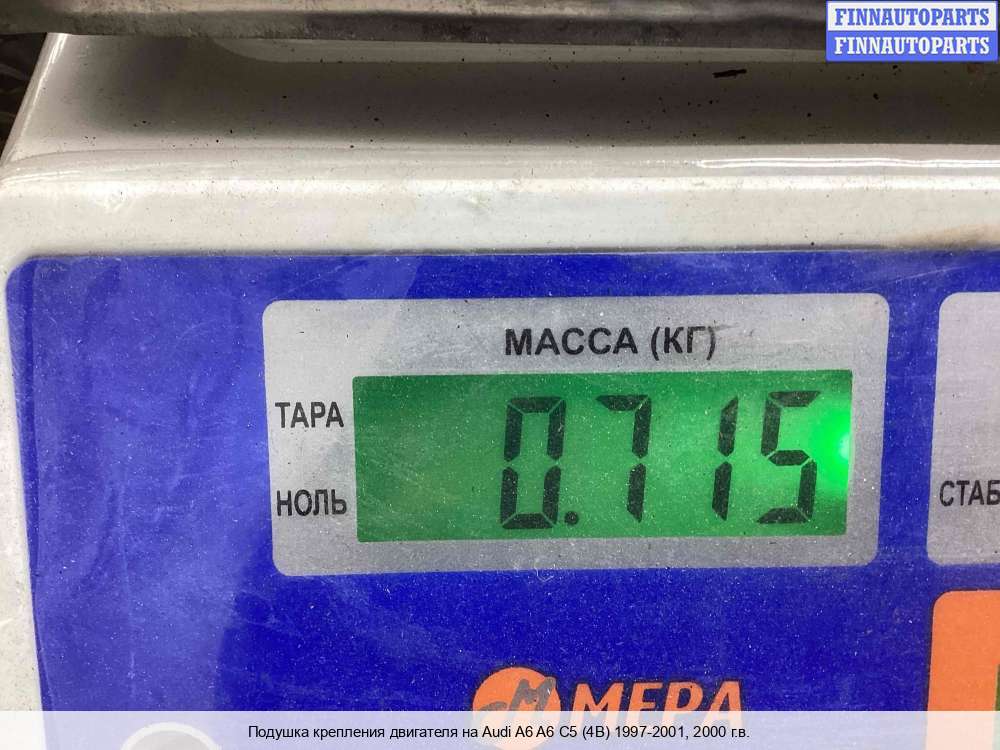 FINNAUTOPARTS
FINNAUTOPARTS
МАССА (КГ)
ТАРА
0.715
НОЛЬ
СТАБ
МЕРА
Подушка крепления двигателя на Audi A6 A6 C5 (4B) 1997-2001, 2000 г.в.